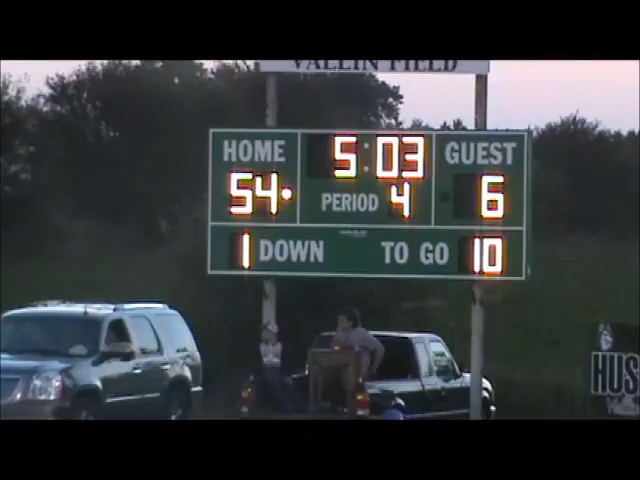 VALLIN FIELD
HOME 5:03 GUEST
54 PERIOD 4 6
1 DOWN TO GO 10
HUS